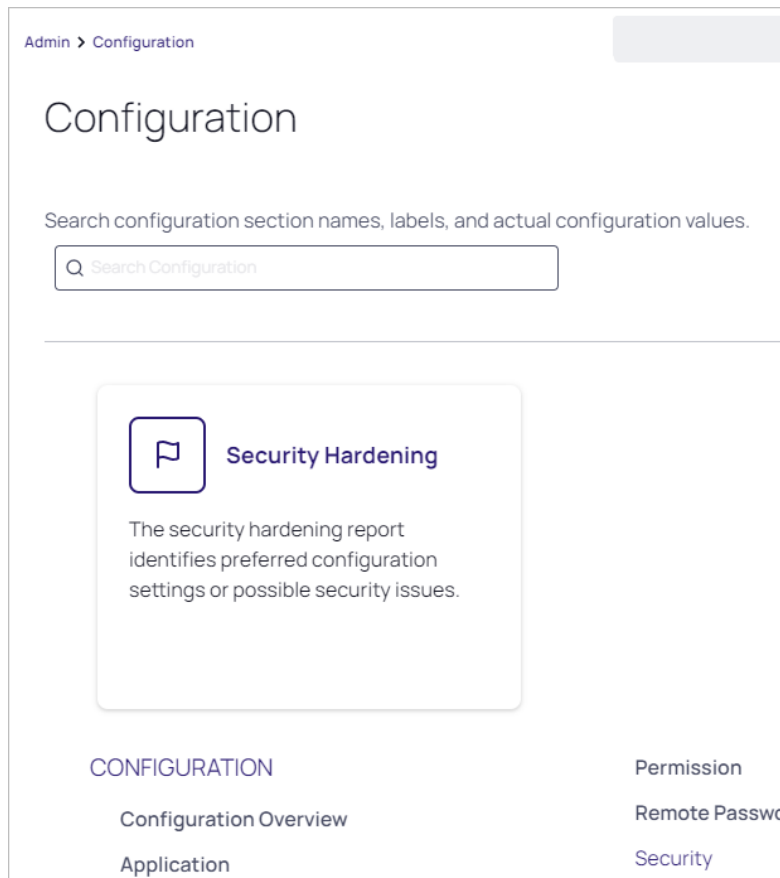 Admin > Configuration
Configuration
Search configuration section names, labels, and actual configuration values.
Search Configuration
Security Hardening
The security hardening report
identifies preferred configuration
settings or possible security issues.
CONFIGURATION
Configuration Overview
Application
Permission
Remote
Security